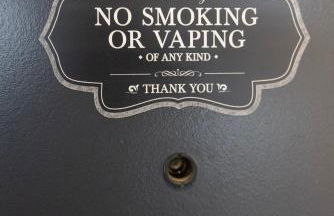 NO SMOKING
OR VAPING
• OF ANY KIND •
THANK YOU